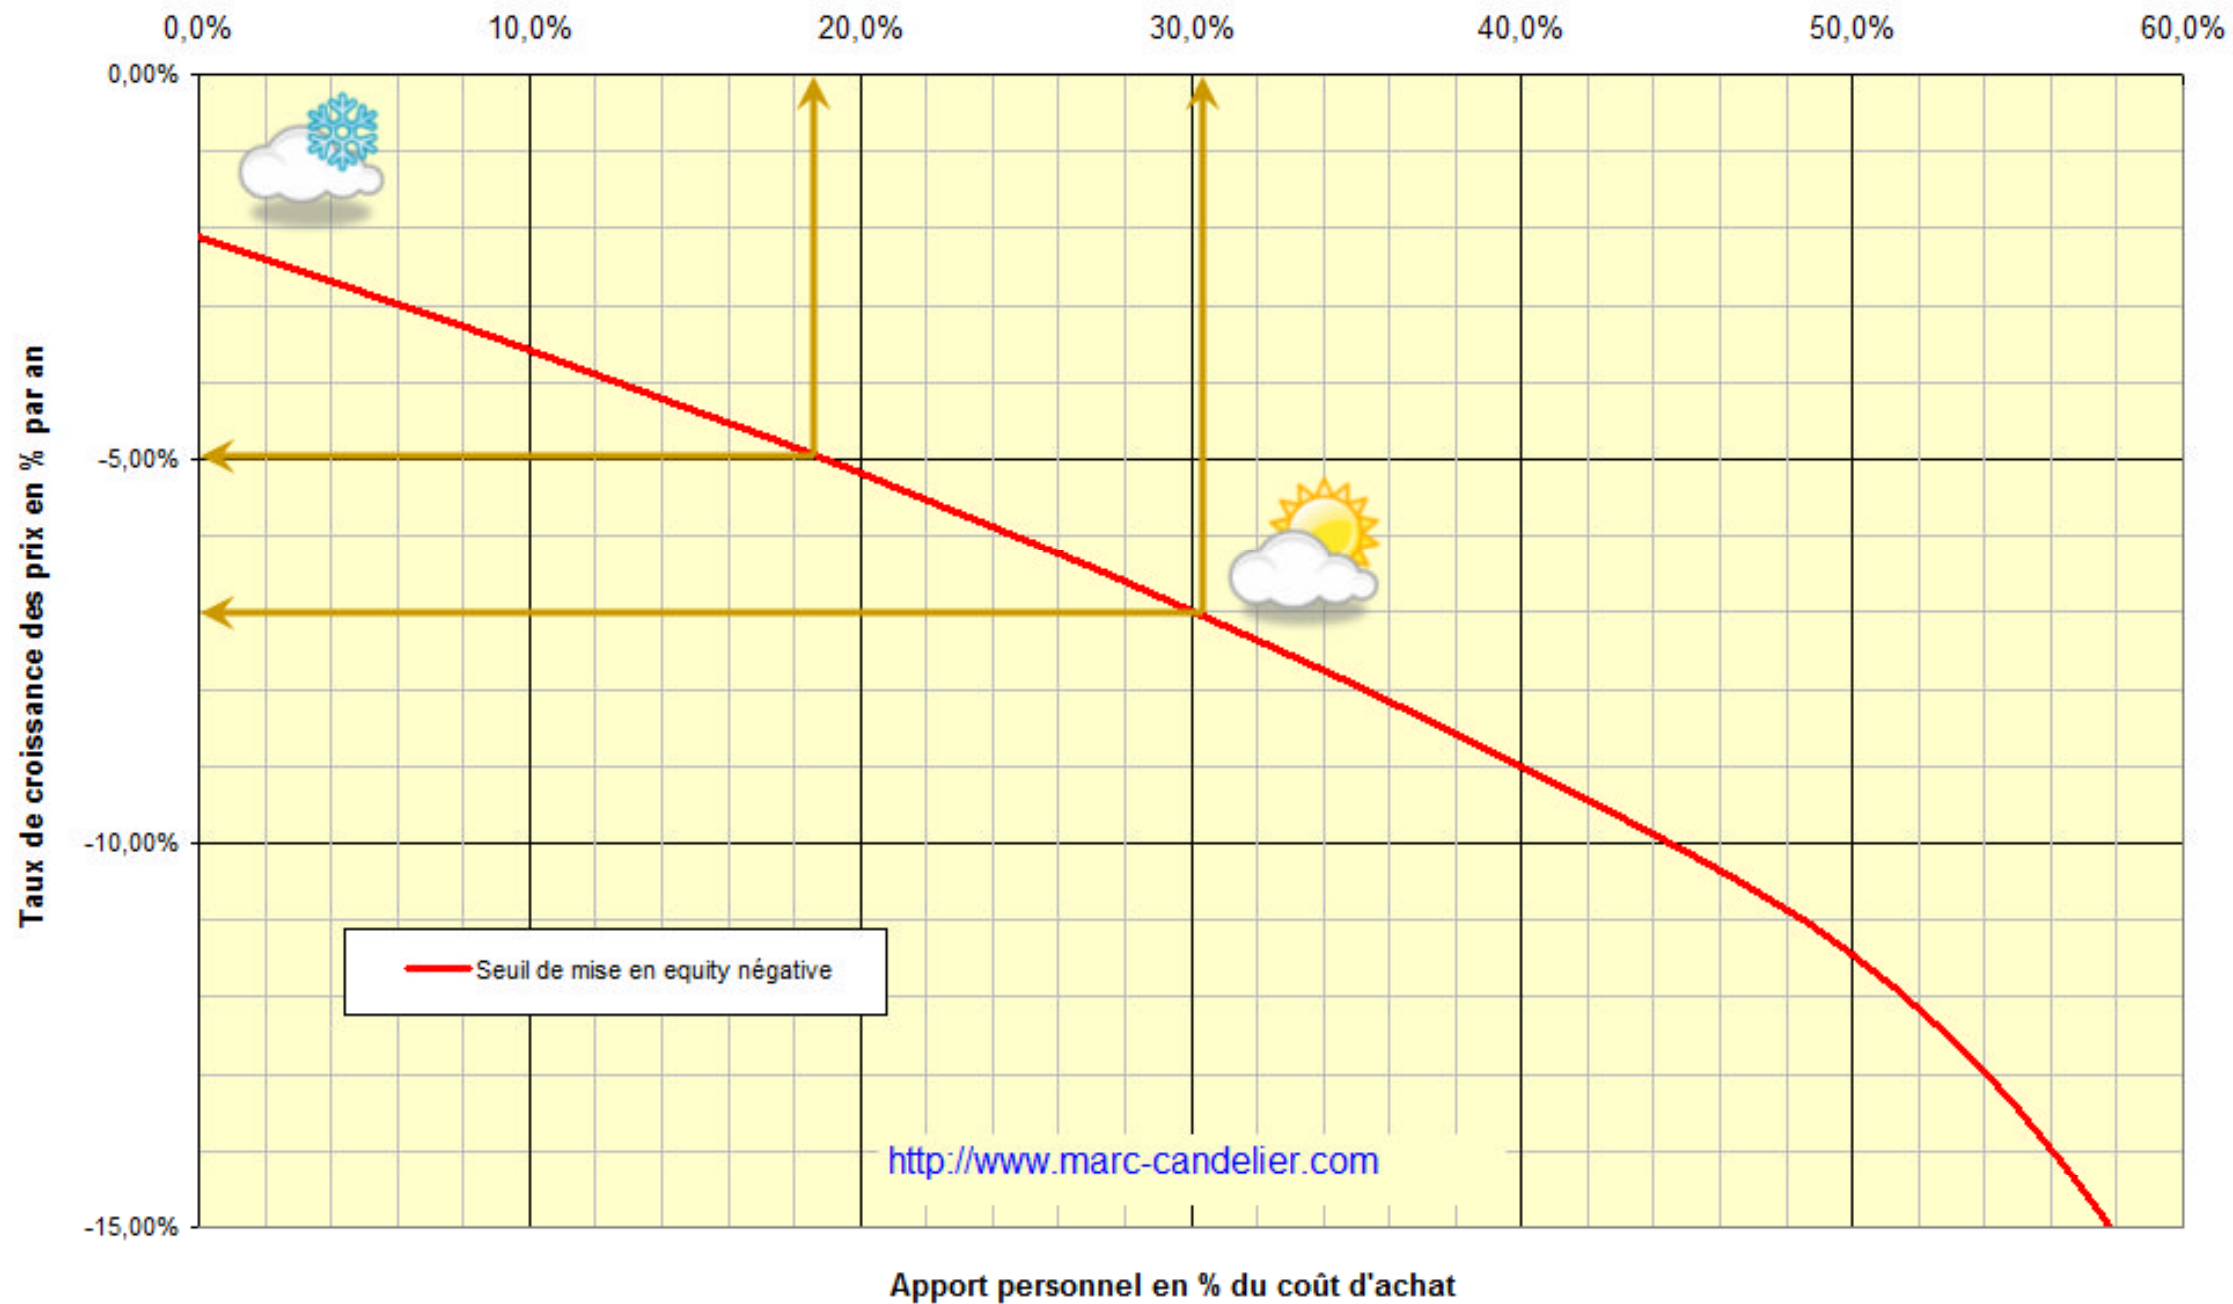 0,0% 10,0% 20,0% 30,0% 40,0% 50,0% 60,0%
0,00%
-5,00%
-10,00%
-15,00%
Taux de croissance des prix en % par an
Seuil de mise en equity négative
http://www.marc-candelier.com
Apport personnel en % du coût d'achat